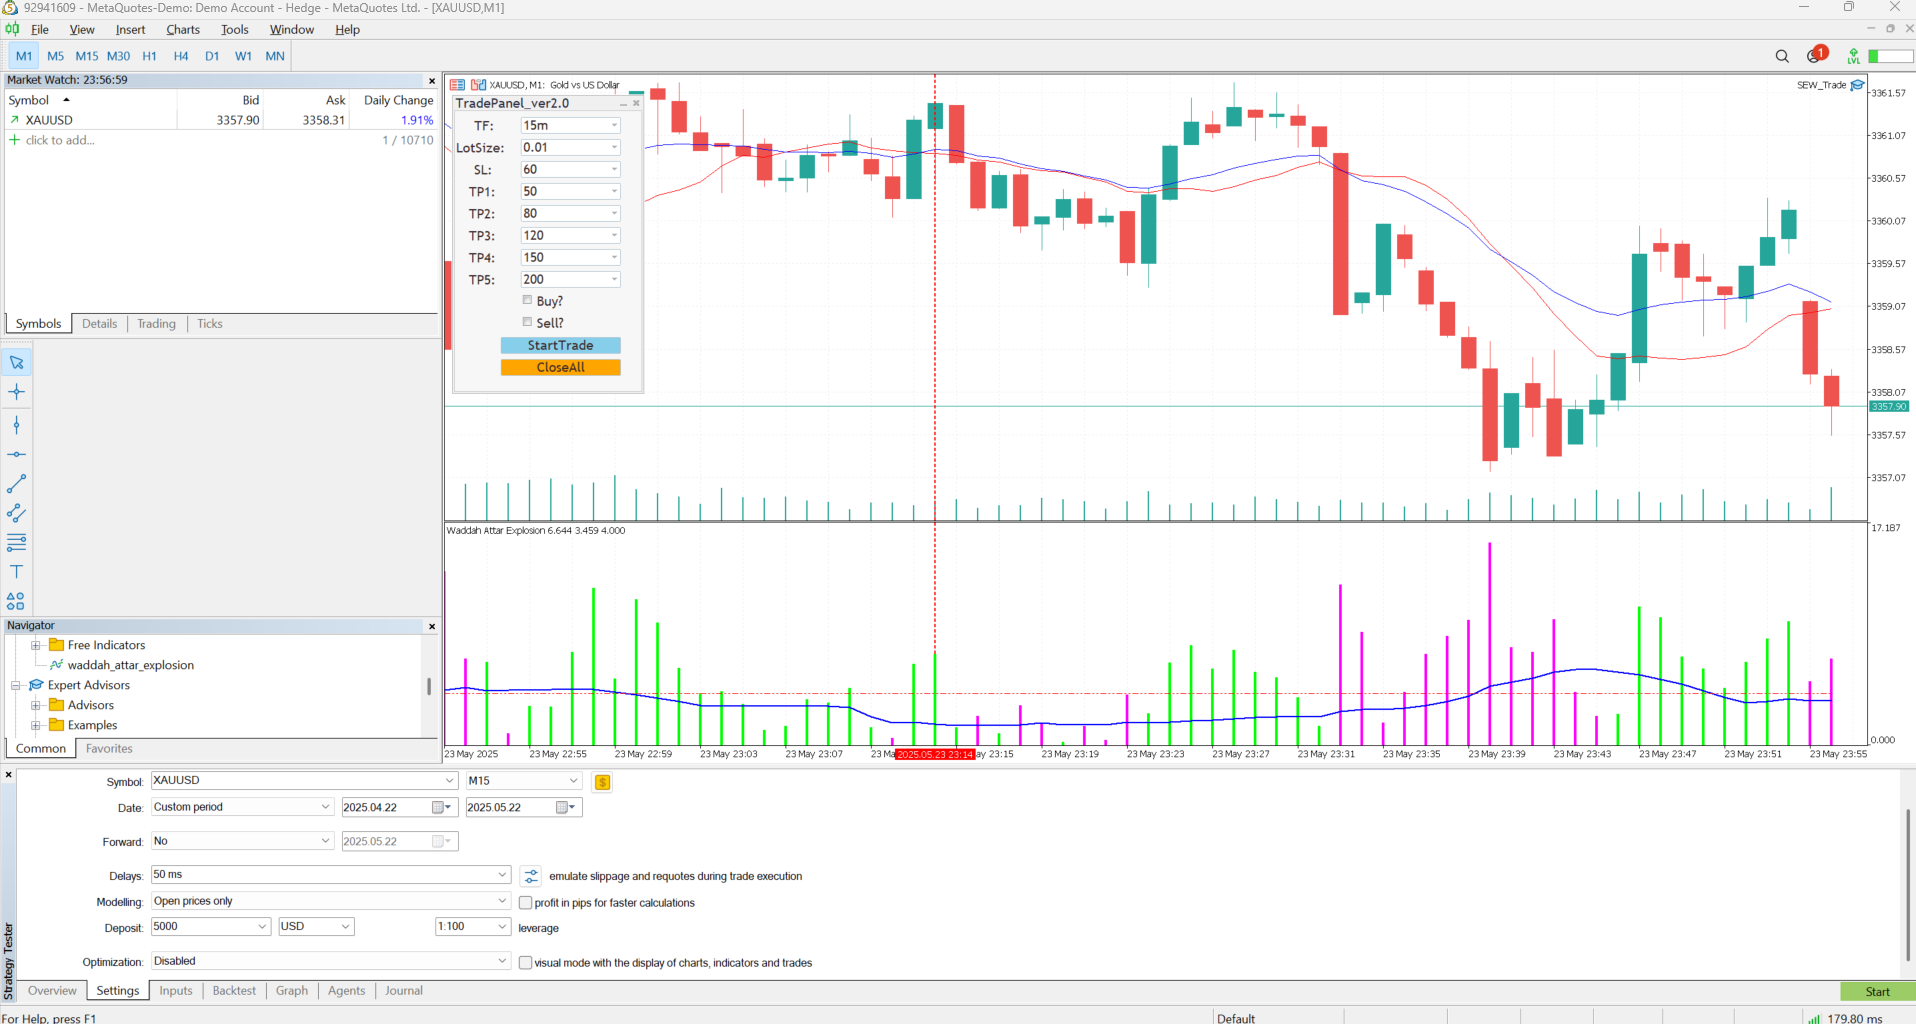 92941609 - MetaQuotes-Demo: Demo Account - Hedge - MetaQuotes Ltd. - [XAUUSD,M1]
File View Insert Charts Tools Window Help
M1 M5 M15 M30 H1 H4 D1 W1 MN
1
LVL
Market Watch: 23:56:59
Symbol Bid Ask Daily Change
XAUUSD 3357.90 3358.31 1.91%
click to add... 1 / 10710
Symbols Details Trading Ticks
XAUUSD, M1: Gold vs US Dollar
SEW_Trade
TradePanel_ver2.0
TF: 15m
LotSize: 0.01
SL: 60
TP1: 50
TP2: 80
TP3: 120
TP4: 150
TP5: 200
Buy?
Sell?
StartTrade
CloseAll
3361.57
3361.07
3360.57
3360.07
3359.57
3359.07
3358.57
3358.07
3357.90
3357.57
3357.07
Waddah Attar Explosion 6.644 3.459 4.000
17.187
0.000
23 May 2025 23 May 22:55 23 May 22:59 23 May 23:03 23 May 23:07 23 Ma 2025.05.23 23:14 ay 23:15 23 May 23:19 23 May 23:23 23 May 23:27 23 May 23:31 23 May 23:35 23 May 23:39 23 May 23:43 23 May 23:47 23 May 23:51 23 May 23:55
Navigator
Free Indicators
waddah_attar_explosion
Expert Advisors
Advisors
Examples
Common Favorites
Symbol: XAUUSD M15
Date: Custom period 2025.04.22 2025.05.22
Forward: No 2025.05.22
Delays: 50 ms emulate slippage and requotes during trade execution
Modelling: Open prices only profit in pips for faster calculations
Deposit: 5000 USD 1:100 leverage
Optimization: Disabled visual mode with the display of charts, indicators and trades
Strategy Tester
Overview Settings Inputs Backtest Graph Agents Journal
Start
For Help, press F1 Default 179.80 ms